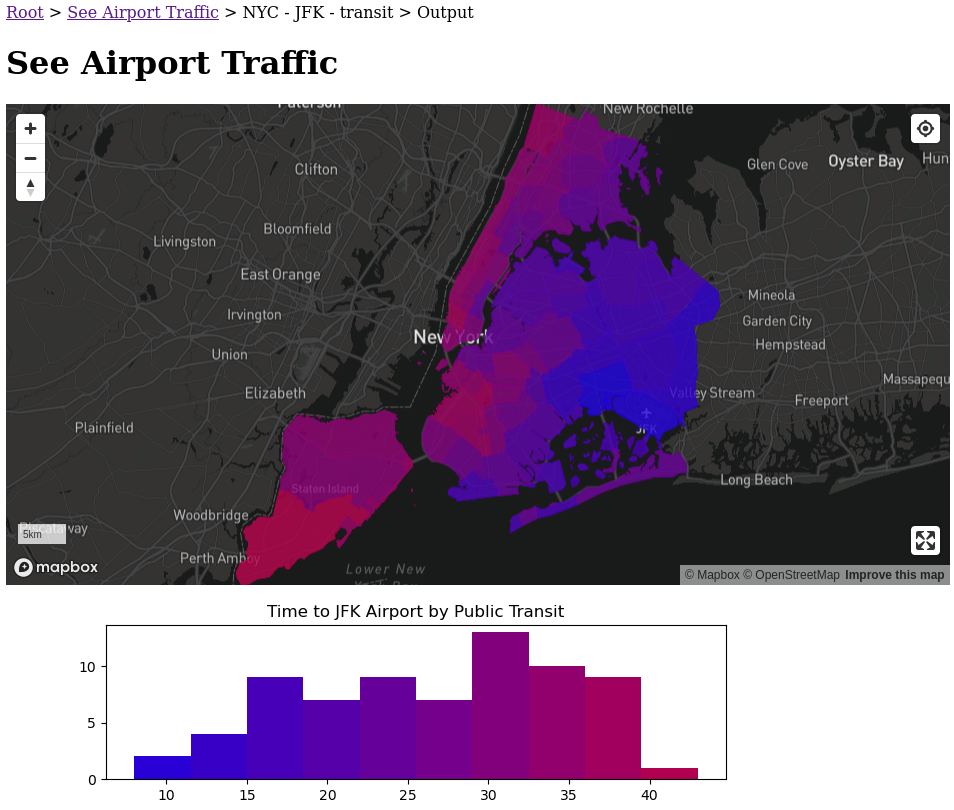 Root > See Airport Traffic > NYC - JFK - transit > Output
See Airport Traffic
Paterson
New Rochelle
Clifton
Glen Cove
Oyster Bay
Hun
Bloomfield
Livingston
East Orange
Mineola
Irvington
Garden City
New York
Hempstead
Union
Massapequ
Elizabeth
Valley Stream
Freeport
JFK
Plainfield
Long Beach
Staten Island
Woodbridge
Piscataway
5km
Perth Amboy
Lower New
York Bay
mapbox
© Mapbox © OpenStreetMap Improve this map
Time to JFK Airport by Public Transit
10
5
0
10 15 20 25 30 35 40